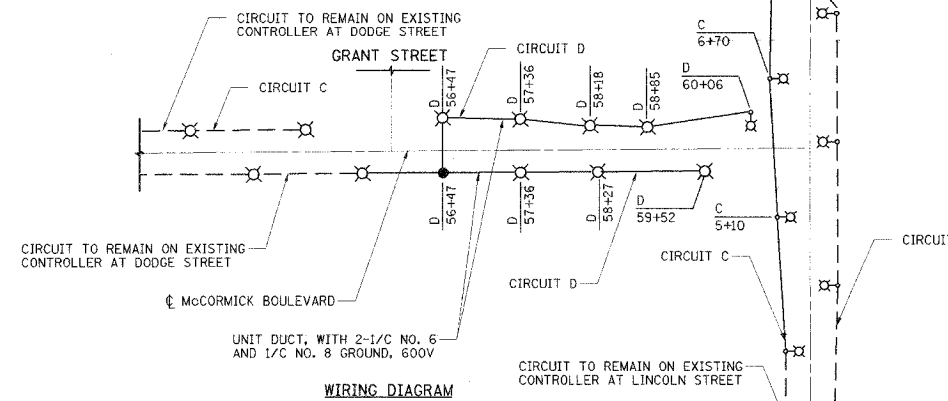 CIRCUIT TO REMAIN ON EXISTING
CONTROLLER AT DODGE STREET
GRANT STREET
CIRCUIT C
CIRCUIT D
D
56+47
D
57+36
D
58+18
D
58+85
C
6+70
D
60+06
D
56+47
D
57+36
D
58+27
D
59+52
C
5+10
CIRCUIT TO REMAIN ON EXISTING
CONTROLLER AT DODGE STREET
CIRCUIT D
CIRCUIT C
CIRCUI
℄ McCORMICK BOULEVARD
UNIT DUCT, WITH 2-1/C NO. 6
AND 1/C NO. 8 GROUND, 600V
CIRCUIT TO REMAIN ON EXISTING
CONTROLLER AT LINCOLN STREET
WIRING DIAGRAM